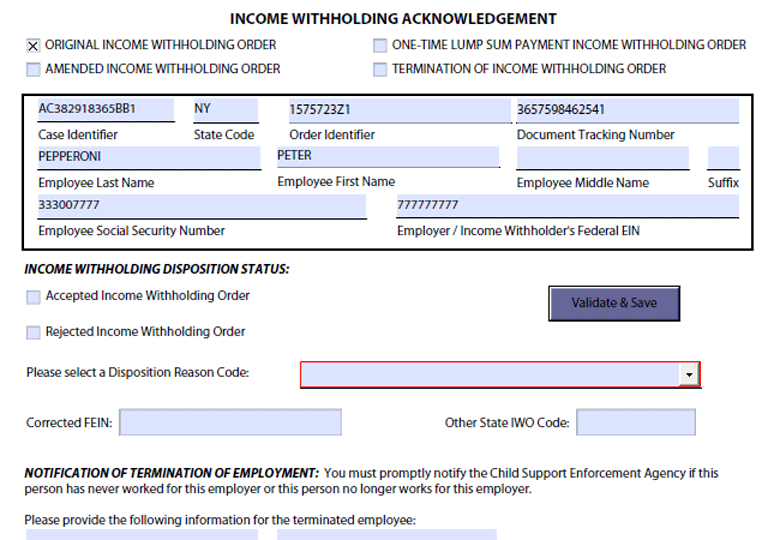 INCOME WITHHOLDING ACKNOWLEDGEMENT
ORIGINAL INCOME WITHHOLDING ORDER ONE-TIME LUMP SUM PAYMENT INCOME WITHHOLDING ORDER
AMENDED INCOME WITHHOLDING ORDER TERMINATION OF INCOME WITHHOLDING ORDER
AC382918365BB1 NY 1575723Z1 3657598462541
Case Identifier State Code Order Identifier Document Tracking Number
PEPPERONI PETER
Employee Last Name Employee First Name Employee Middle Name Suffix
333007777 777777777
Employee Social Security Number Employer / Income Withholder's Federal EIN
INCOME WITHHOLDING DISPOSITION STATUS:
Accepted Income Withholding Order
Validate & Save
Rejected Income Withholding Order
Please select a Disposition Reason Code:
Corrected FEIN: Other State IWO Code:
NOTIFICATION OF TERMINATION OF EMPLOYMENT: You must promptly notify the Child Support Enforcement Agency if this
person has never worked for this employer or this person no longer works for this employer.
Please provide the following information for the terminated employee: